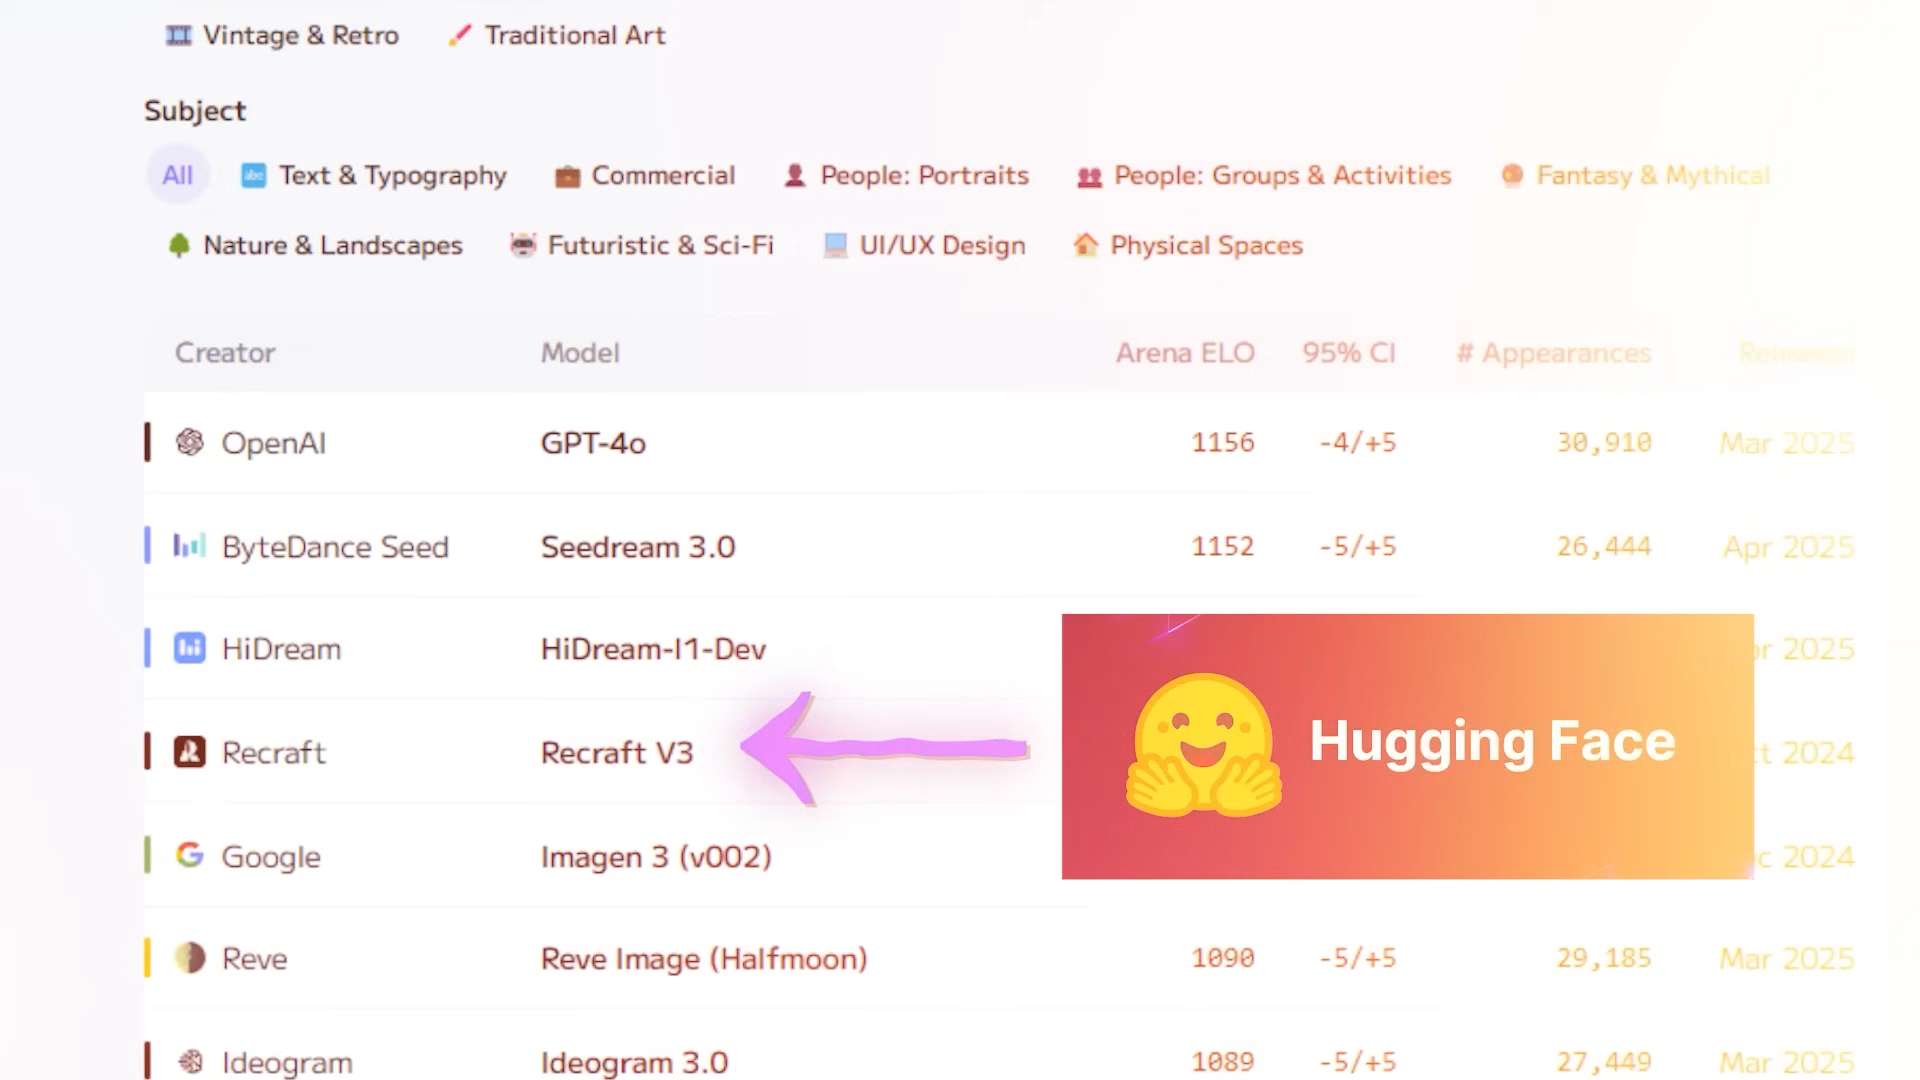 Vintage & Retro Traditional Art
Subject
All Text & Typography Commercial People: Portraits People: Groups & Activities Fantasy & Mythical
Nature & Landscapes Futuristic & Sci-Fi UI/UX Design Physical Spaces
Creator Model Arena ELO 95% CI # Appearances
OpenAI GPT-4o 1156 -4/+5 30,910 Mar 2025
ByteDance Seed Seedream 3.0 1152 -5/+5 26,444 Apr 2025
HiDream HiDream-I1-Dev 2025
Recraft Recraft V3 2024
Hugging Face
Google Imagen 3 (v002) 2024
Reve Reve Image (Halfmoon) 1090 -5/+5 29,185 Mar 2025
Ideogram Ideogram 3.0 1089 -5/+5 27,449 Mar 2025